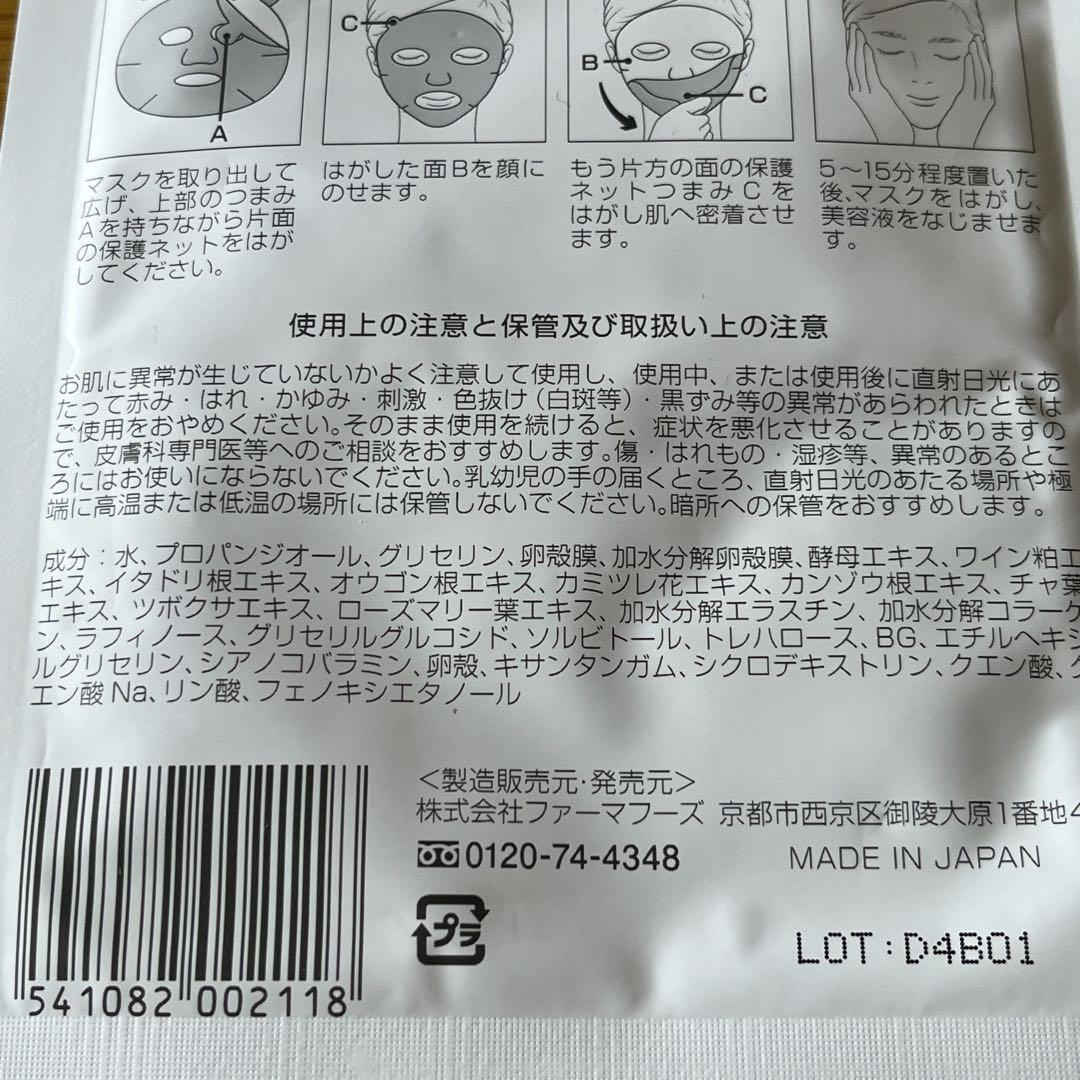 A
C
B
C
マスクを取り出して
広げ、上部のつまみ
Aを持ちながら片面
の保護ネットをはが
してください。
はがした面Bを顔に
のせます。
もう片方の面の保護
ネットつまみCを
はがし肌へ密着させ
ます。
5〜15分程度置いた
後、マスクをはがし、
美容液をなじませま
す。
使用上の注意と保管及び取扱い上の注意
お肌に異常が生じていないかよく注意して使用し、使用中、または使用後に直射日光にあ
たって赤み・はれ・かゆみ・刺激・色抜け(白斑等)・黒ずみ等の異常があらわれたときは
ご使用をおやめください。そのまま使用を続けると、症状を悪化させることがありますの
で、皮膚科専門医等へのご相談をおすすめします。傷・はれもの・湿疹等、異常のあるとこ
ろにはお使いにならないでください。乳幼児の手の届くところ、直射日光のあたる場所や極
端に高温または低温の場所には保管しないでください。暗所への保管をおすすめします。
成分:水、プロパンジオール、グリセリン、卵殻膜、加水分解卵殻膜、酵母エキス、ワイン粕エ
キス、イタドリ根エキス、オウゴン根エキス、カミツレ花エキス、カンゾウ根エキス、チャ葉
エキス、ツボクサエキス、ローズマリー葉エキス、加水分解エラスチン、加水分解コラーゲ
ン、ラフィノース、グリセリルグルコシド、ソルビトール、トレハロース、BG、エチルヘキシ
ルグリセリン、シアノコバラミン、卵殻、キサンタンガム、シクロデキストリン、クエン酸、ク
エン酸Na、リン酸、フェノキシエタノール
<製造販売元・発売元>
株式会社ファーマフーズ 京都市西京区御陵大原1番地4
0120-74-4348
MADE IN JAPAN
プラ
LOT:D4B01
541082 002118